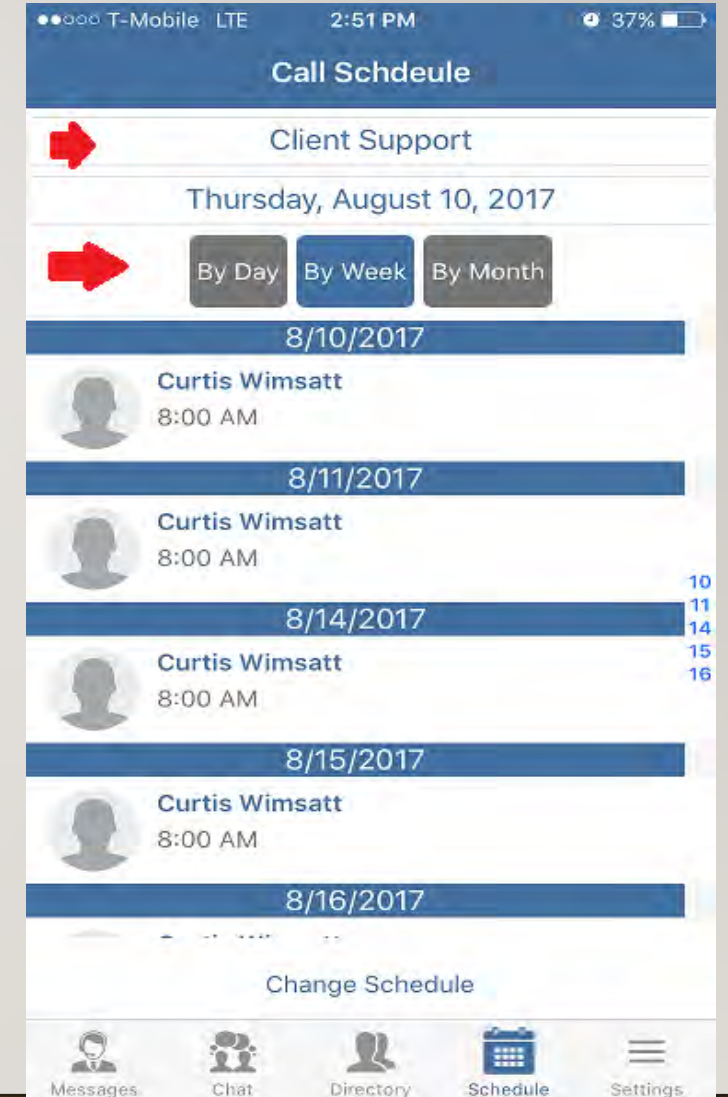 T-Mobile LTE 2:51 PM 37%
Call Schdeule
Client Support
Thursday, August 10, 2017
By Day By Week By Month
8/10/2017
Curtis Wimsatt
8:00 AM
8/11/2017
Curtis Wimsatt
8:00 AM
10
11
8/14/2017
14
Curtis Wimsatt
15
16
8:00 AM
8/15/2017
Curtis Wimsatt
8:00 AM
8/16/2017
Change Schedule
Messages Chat Directory Schedule Settings